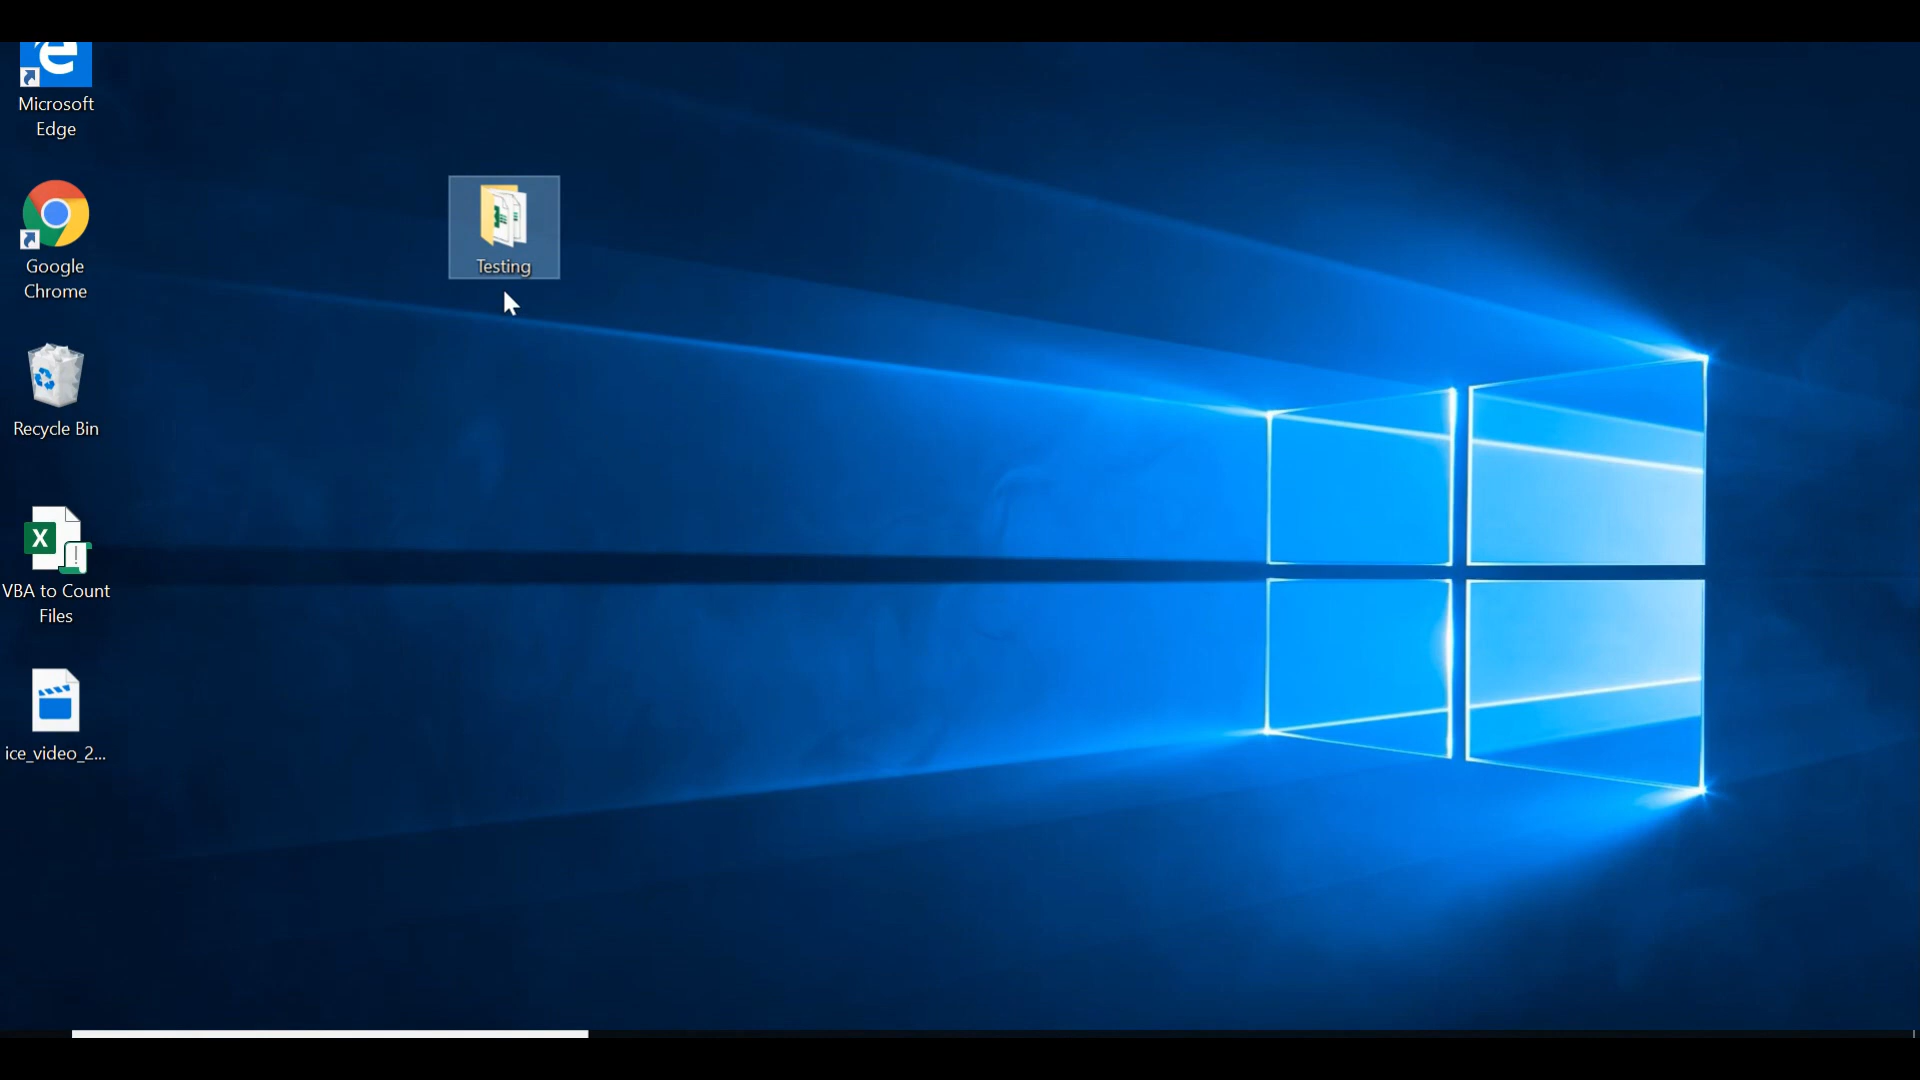 Microsoft
Edge
Google
Chrome
Recycle Bin
VBA to Count
Files
ice_video_2...
Testing